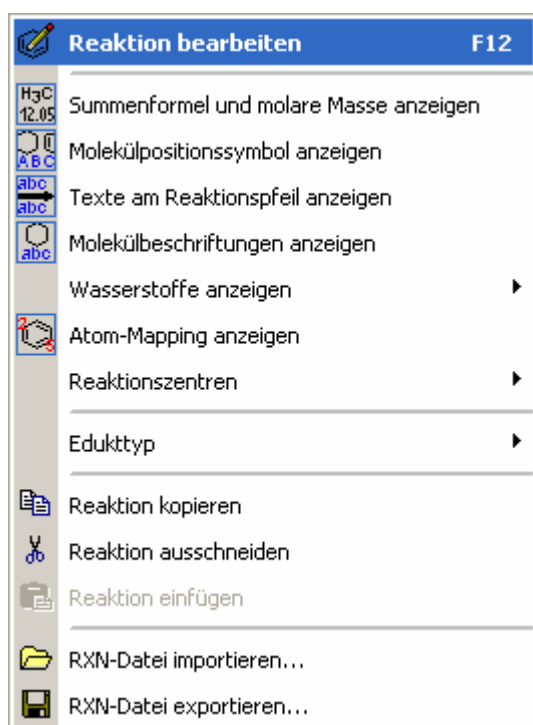 Reaktion bearbeiten F12
H3C
12.05
Summenformel und molare Masse anzeigen
ABC
Molekülpositionssymbol anzeigen
abc
abc
Texte am Reaktionspfeil anzeigen
abc
Molekülbeschriftungen anzeigen
Wasserstoffe anzeigen
2
5
Atom-Mapping anzeigen
Reaktionszentren
Edukttyp
Reaktion kopieren
Reaktion ausschneiden
Reaktion einfügen
RXN-Datei importieren...
RXN-Datei exportieren...